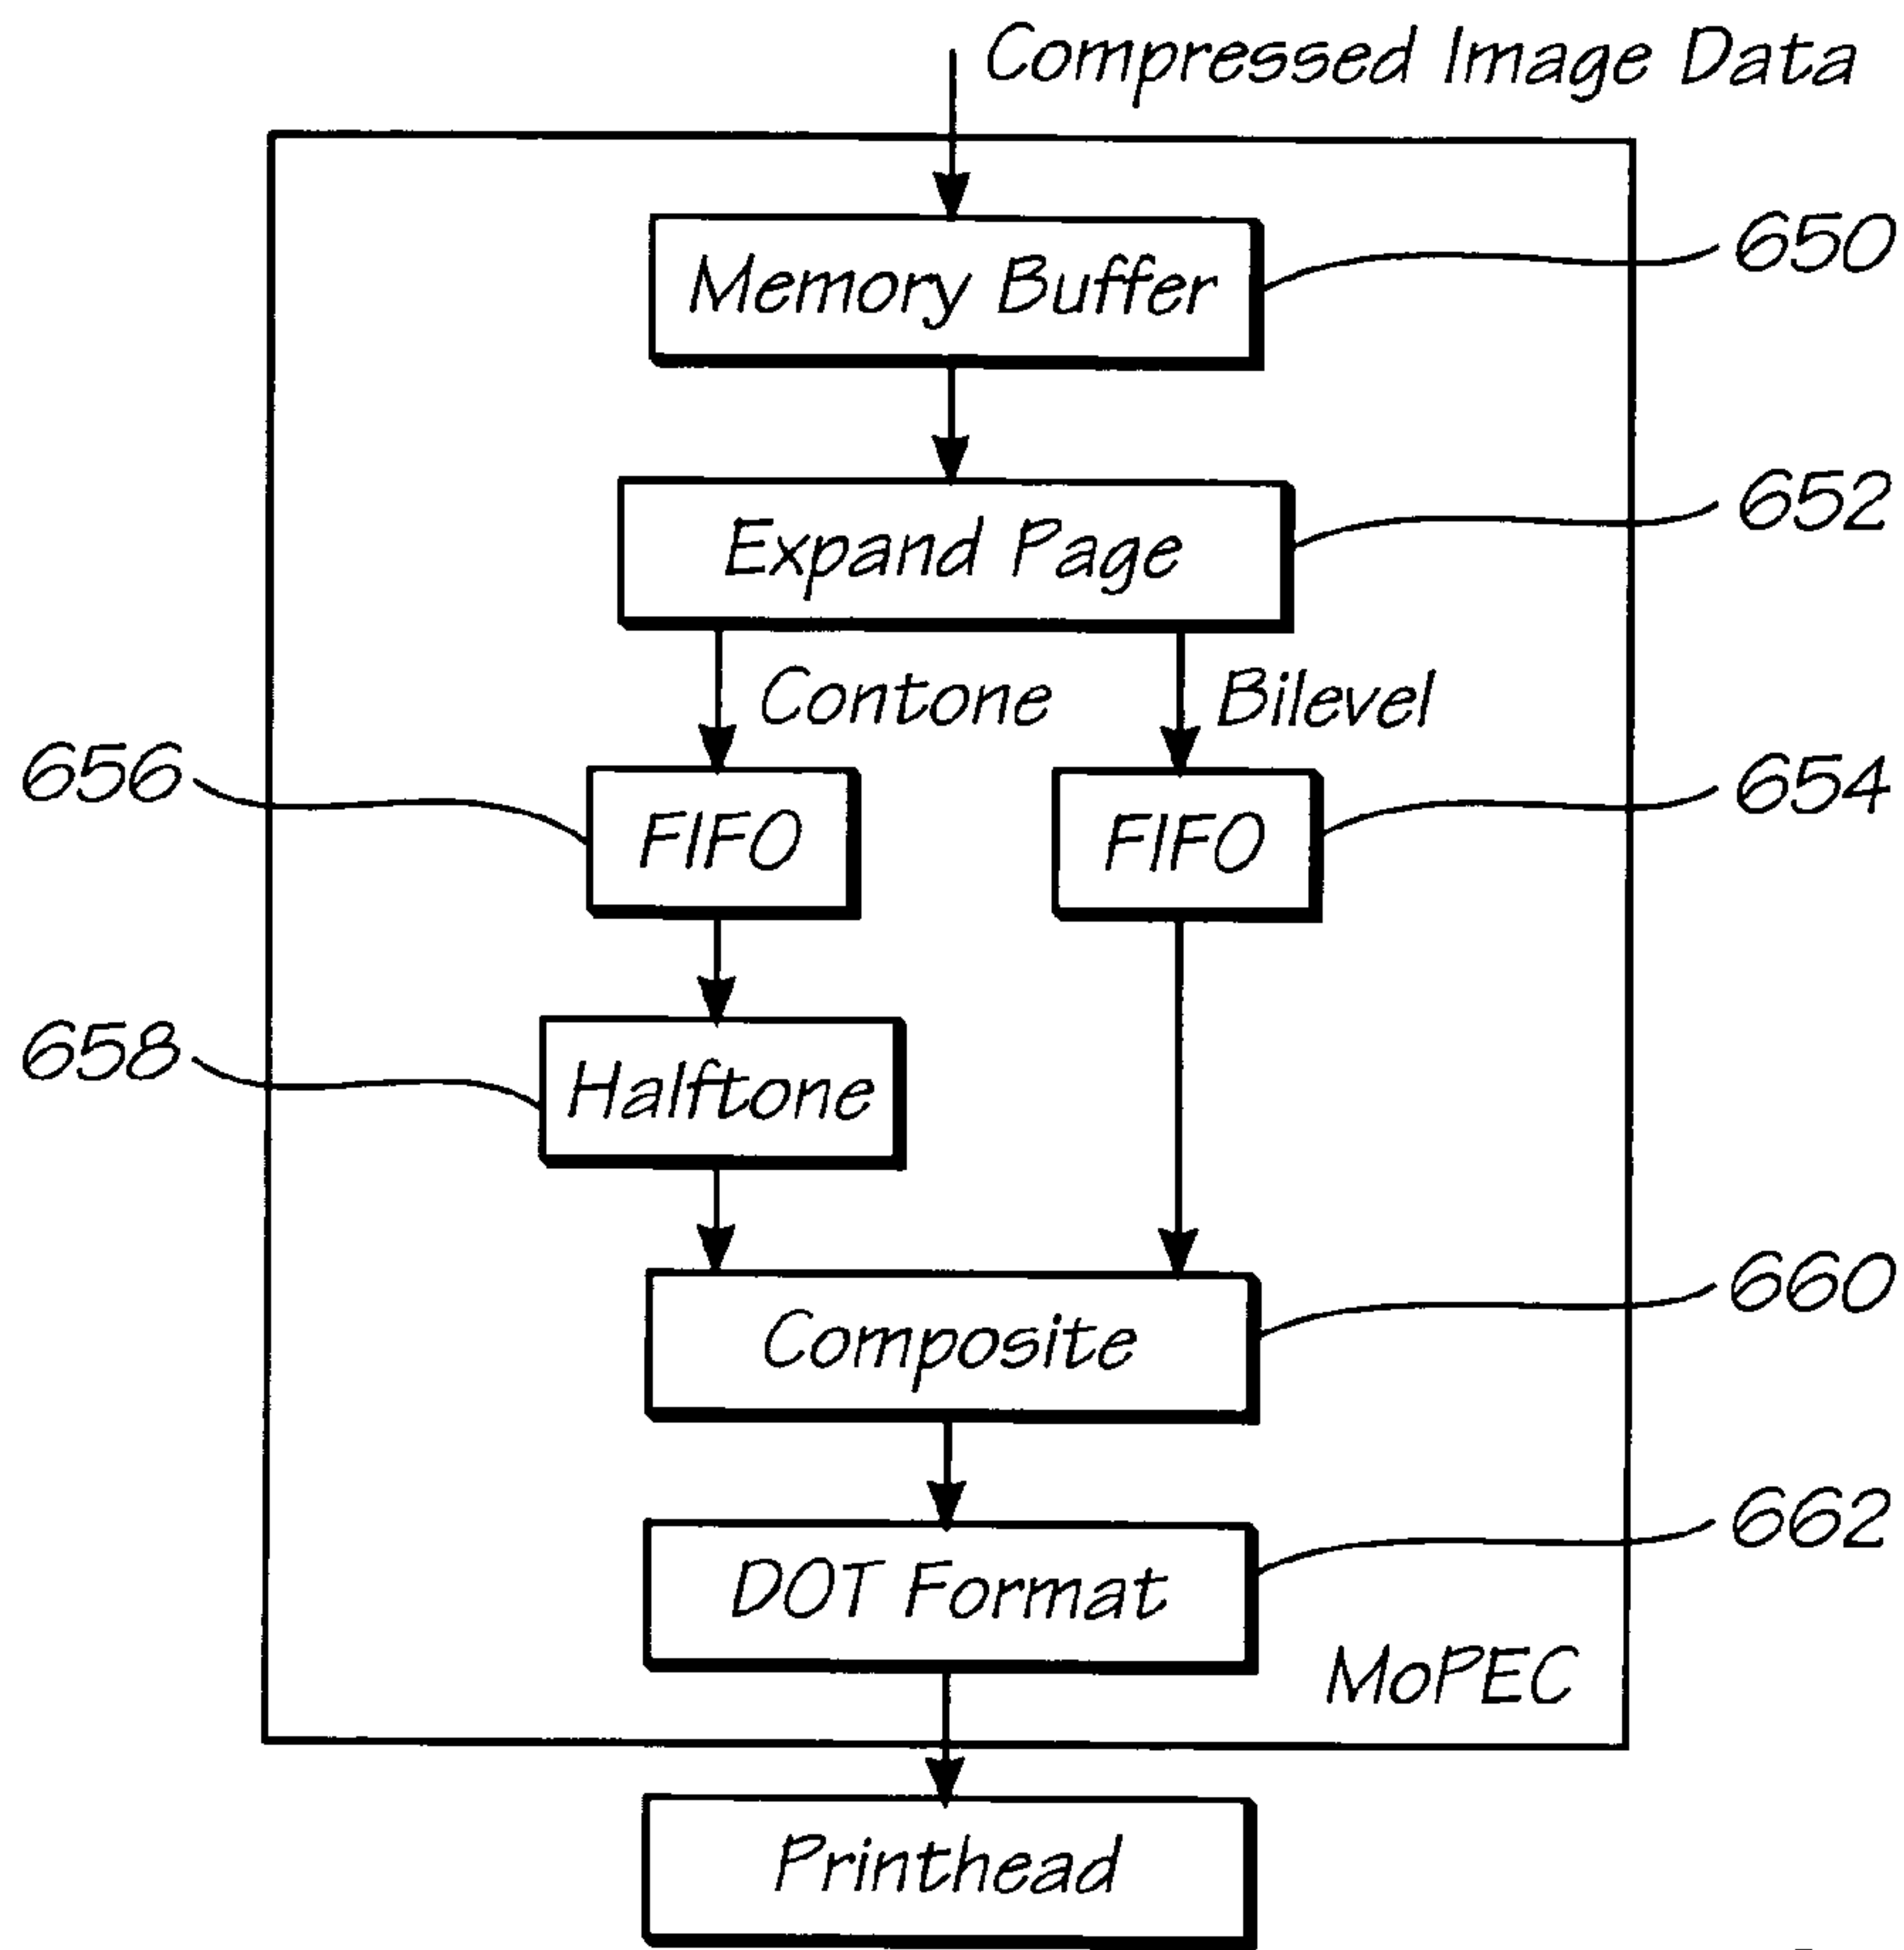 Compressed Image Data
Memory Buffer
650
Expand Page
652
Contone
Bilevel
656
FIFO
FIFO
654
658
Halftone
Composite
660
DOT Format
662
MoPEC
Printhead